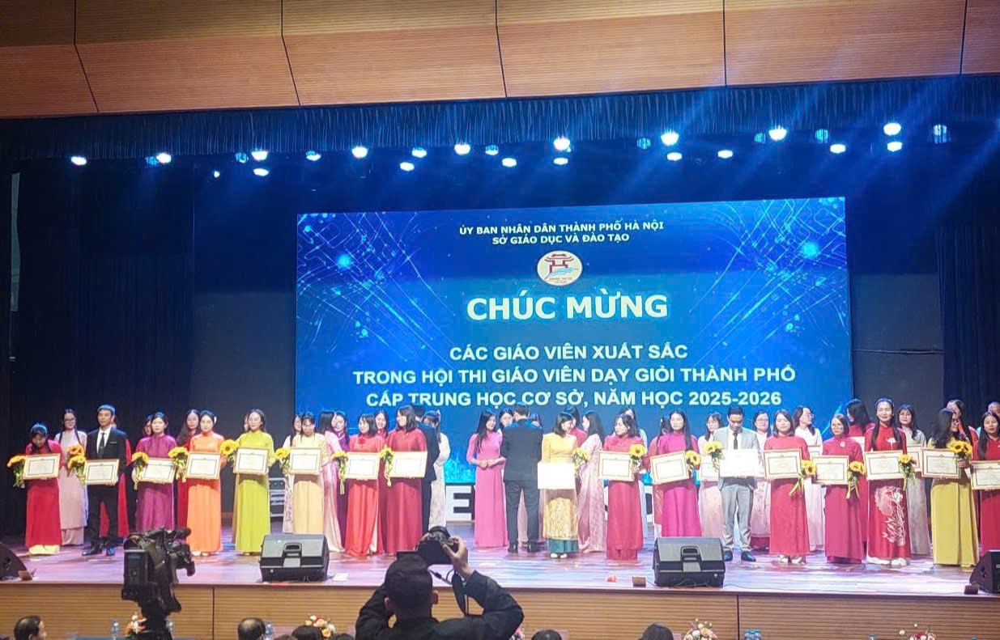 ỦY BAN NHÂN DÂN THÀNH PHỐ HÀ NỘI
SỞ GIÁO DỤC VÀ ĐÀO TẠO
CHÚC MỪNG
CÁC GIÁO VIÊN XUẤT SẮC
TRONG HỘI THI GIÁO VIÊN DẠY GIỎI THÀNH PHỐ
CẤP TRUNG HỌC CƠ SỞ, NĂM HỌC 2025-2026